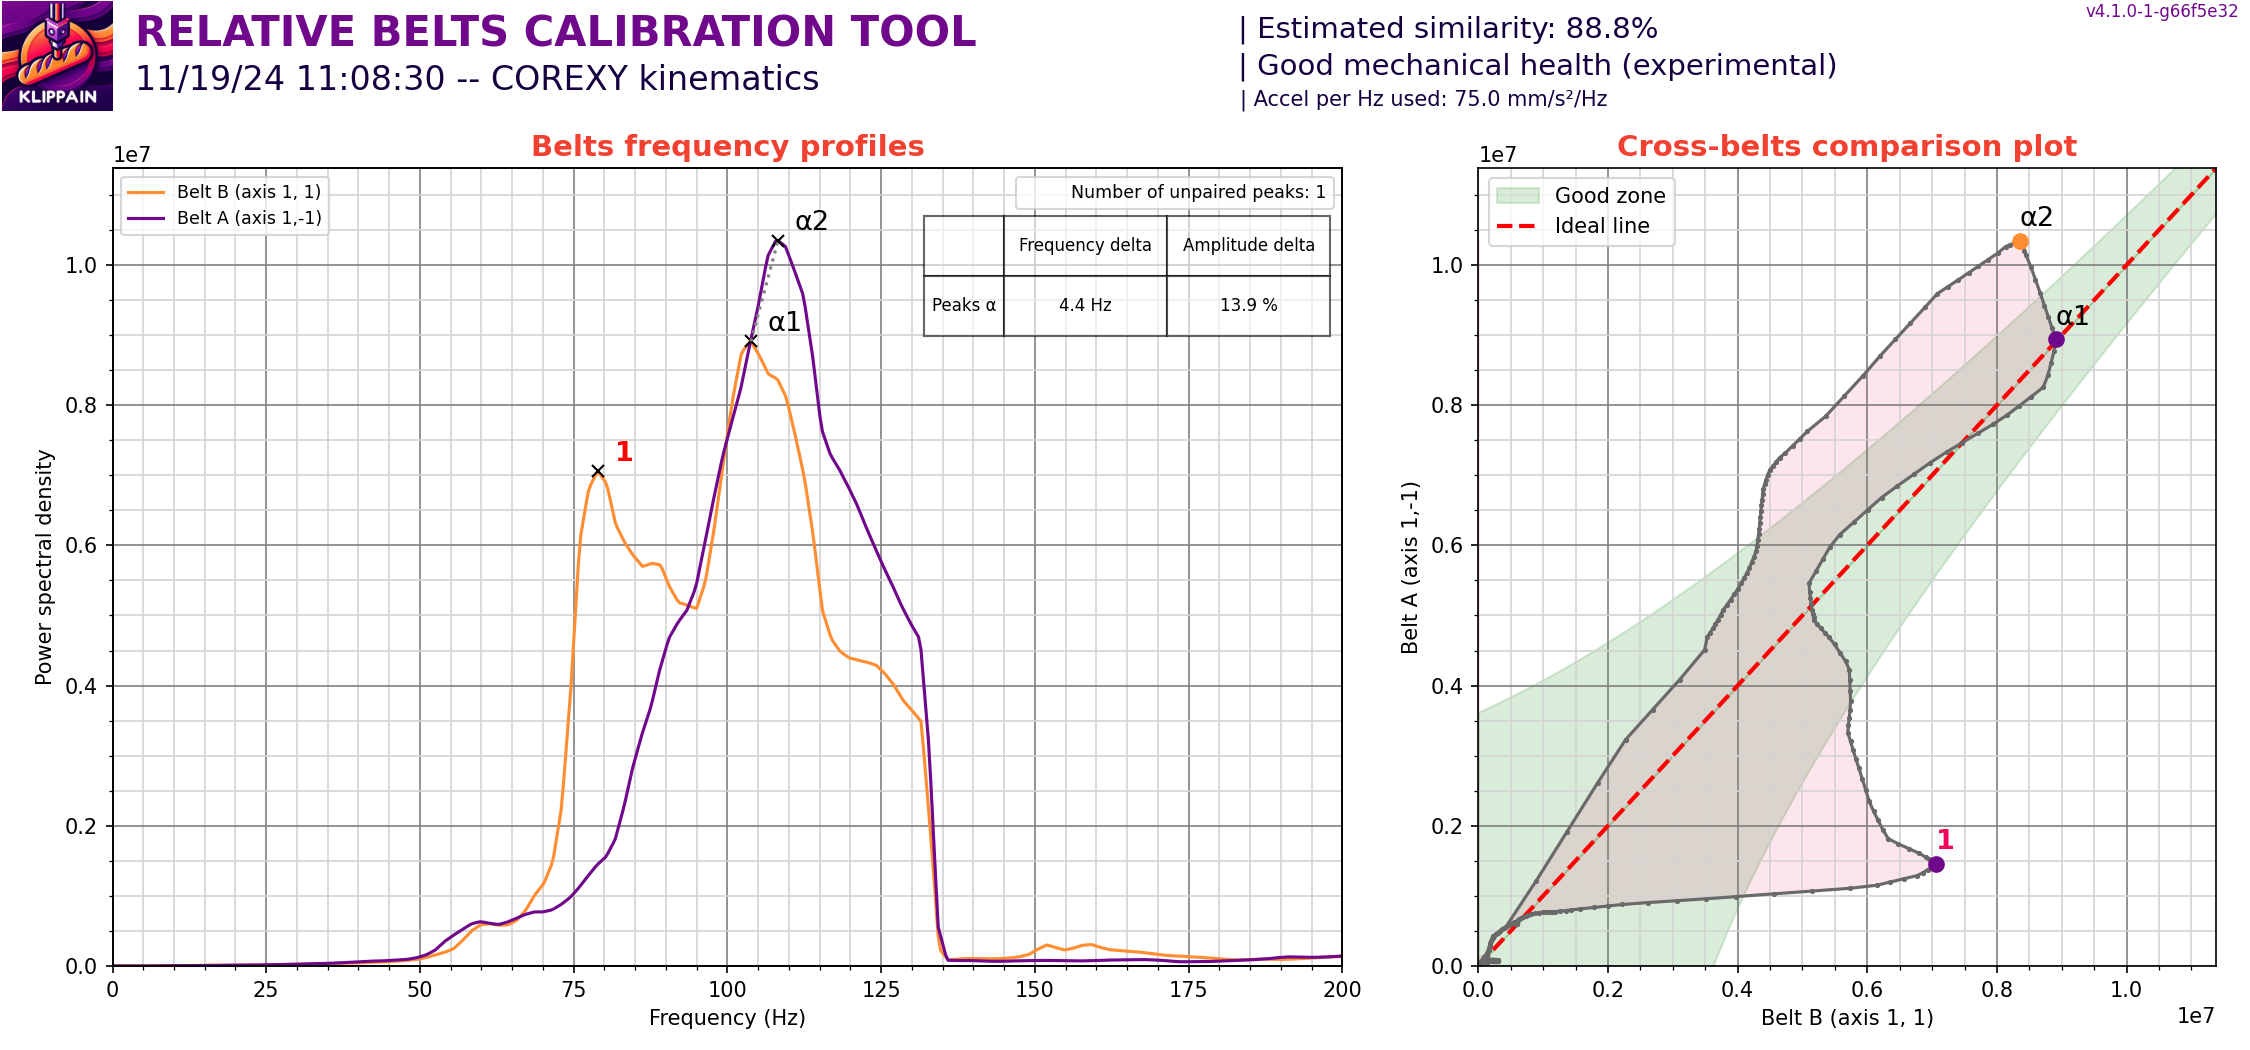 KLIPPAIN
RELATIVE BELTS CALIBRATION TOOL
11/19/24 11:08:30 -- COREXY kinematics
| Estimated similarity: 88.8%
| Good mechanical health (experimental)
| Accel per Hz used: 75.0 mm/s²/Hz
v4.1.0-1-g66f5e32
Belts frequency profiles
1e7
Belt B (axis 1, 1)
Belt A (axis 1,-1)
Number of unpaired peaks: 1
Frequency delta Amplitude delta
Peaks α 4.4 Hz 13.9 %
α2
α1
1
Power spectral density
1.0
0.8
0.6
0.4
0.2
0.0
0 25 50 75 100 125 150 175 200
Frequency (Hz)
Cross-belts comparison plot
1e7
Good zone
Ideal line
α2
α1
1
Belt A (axis 1,-1)
1.0
0.8
0.6
0.4
0.2
0.0
0.0 0.2 0.4 0.6 0.8 1.0
Belt B (axis 1, 1)
1e7